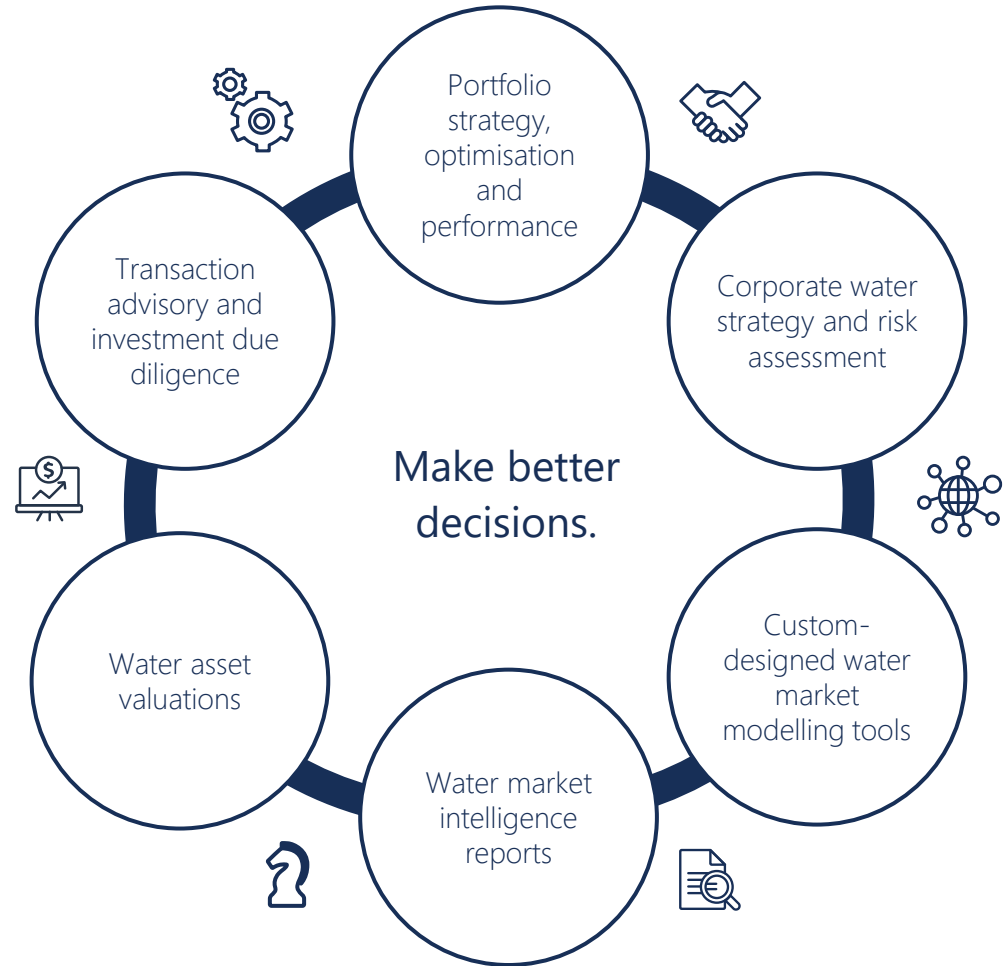 Portfolio
strategy,
optimisation
and
performance
Corporate water
strategy and risk
assessment
Custom-
designed water
market
modelling tools
Water market
intelligence
reports
Water asset
valuations
Transaction
advisory and
investment due
diligence
$
Make better
decisions.